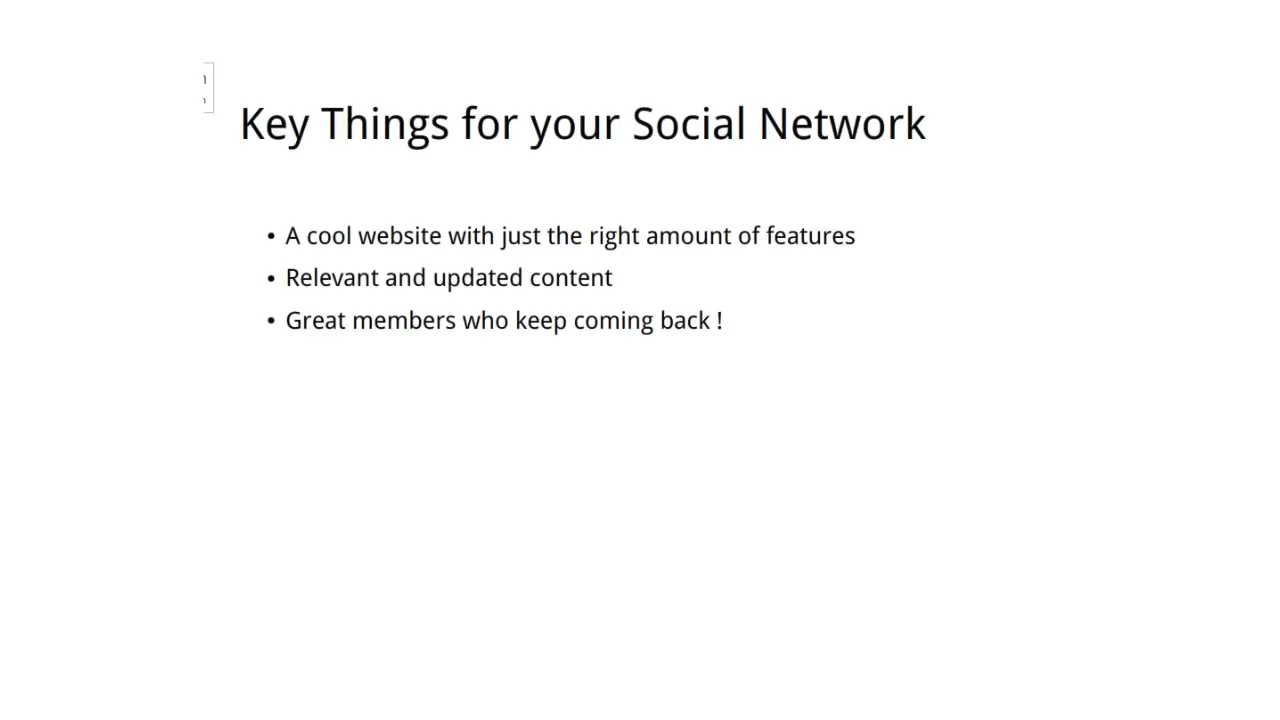 Key Things for your Social Network
• A cool website with just the right amount of features
• Relevant and updated content
• Great members who keep coming back !